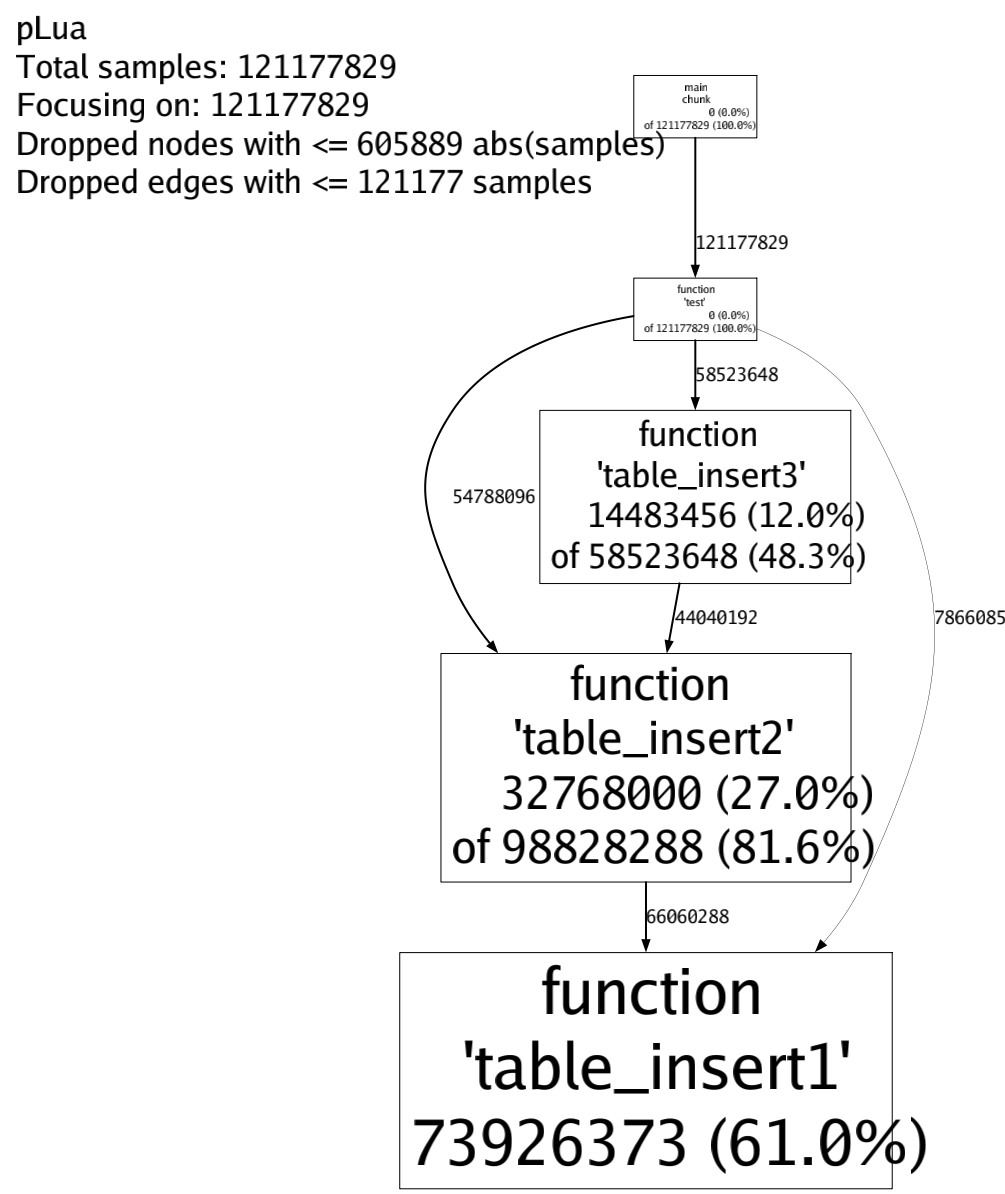 pLua
Total samples: 121177829
Focusing on: 121177829
Dropped nodes with <= 605889 abs(samples)
Dropped edges with <= 121177 samples
main
chunk
0 (0.0%)
of 121177829 (100.0%)
121177829
function
'test'
0 (0.0%)
of 121177829 (100.0%)
58523648
function
'table_insert3'
14483456 (12.0%)
of 58523648 (48.3%)
54788096
44040192
7866085
function
'table_insert2'
32768000 (27.0%)
of 98828288 (81.6%)
66060288
function
'table_insert1'
73926373 (61.0%)